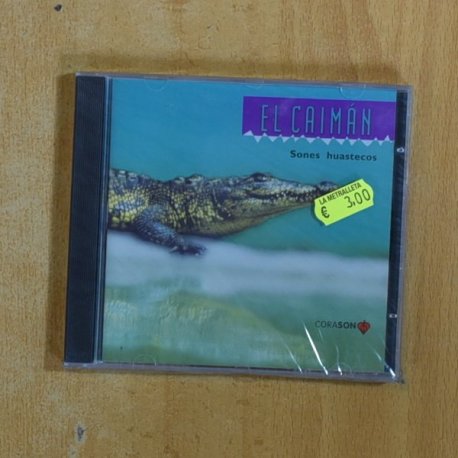 EL CAIMÁN
Sones huastecos
LA METRALLETA
€ 3,00
CORASON